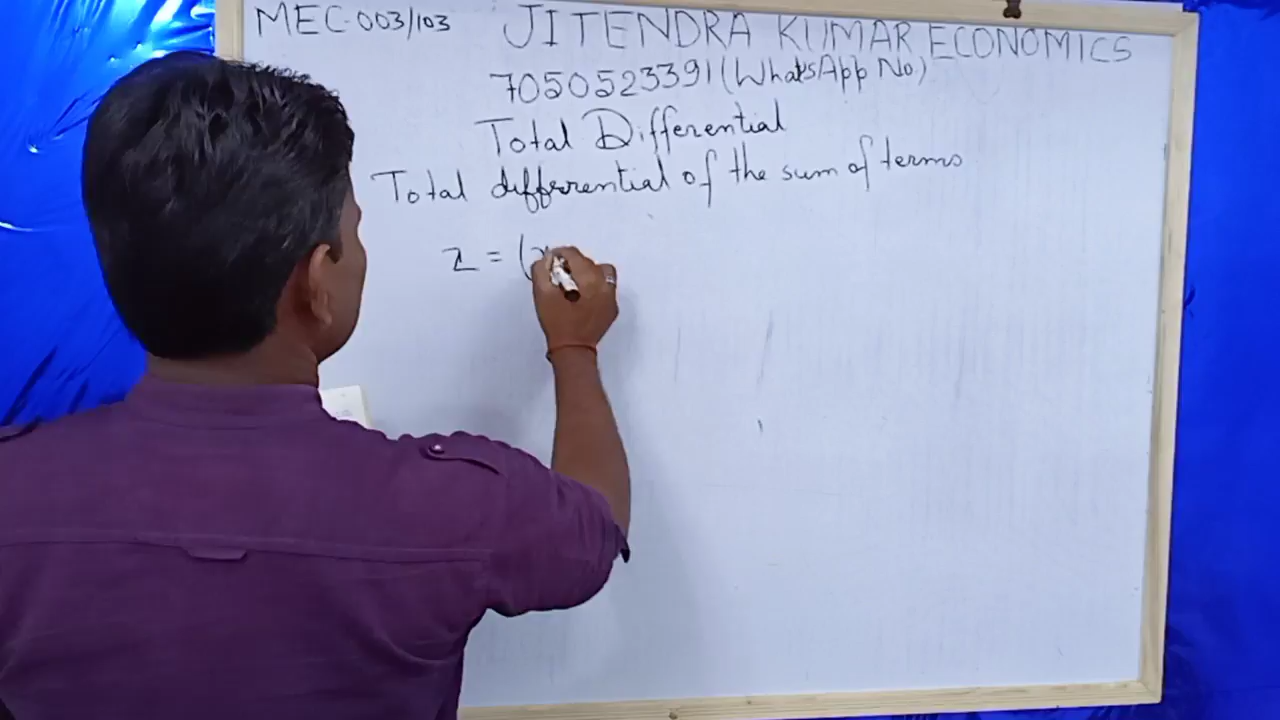 MEC-003/103 JITENDRA KUMAR ECONOMICS
7050523391 (WhatsApp No.)
Total Differential
Total differential of the sum of terms
z = (x